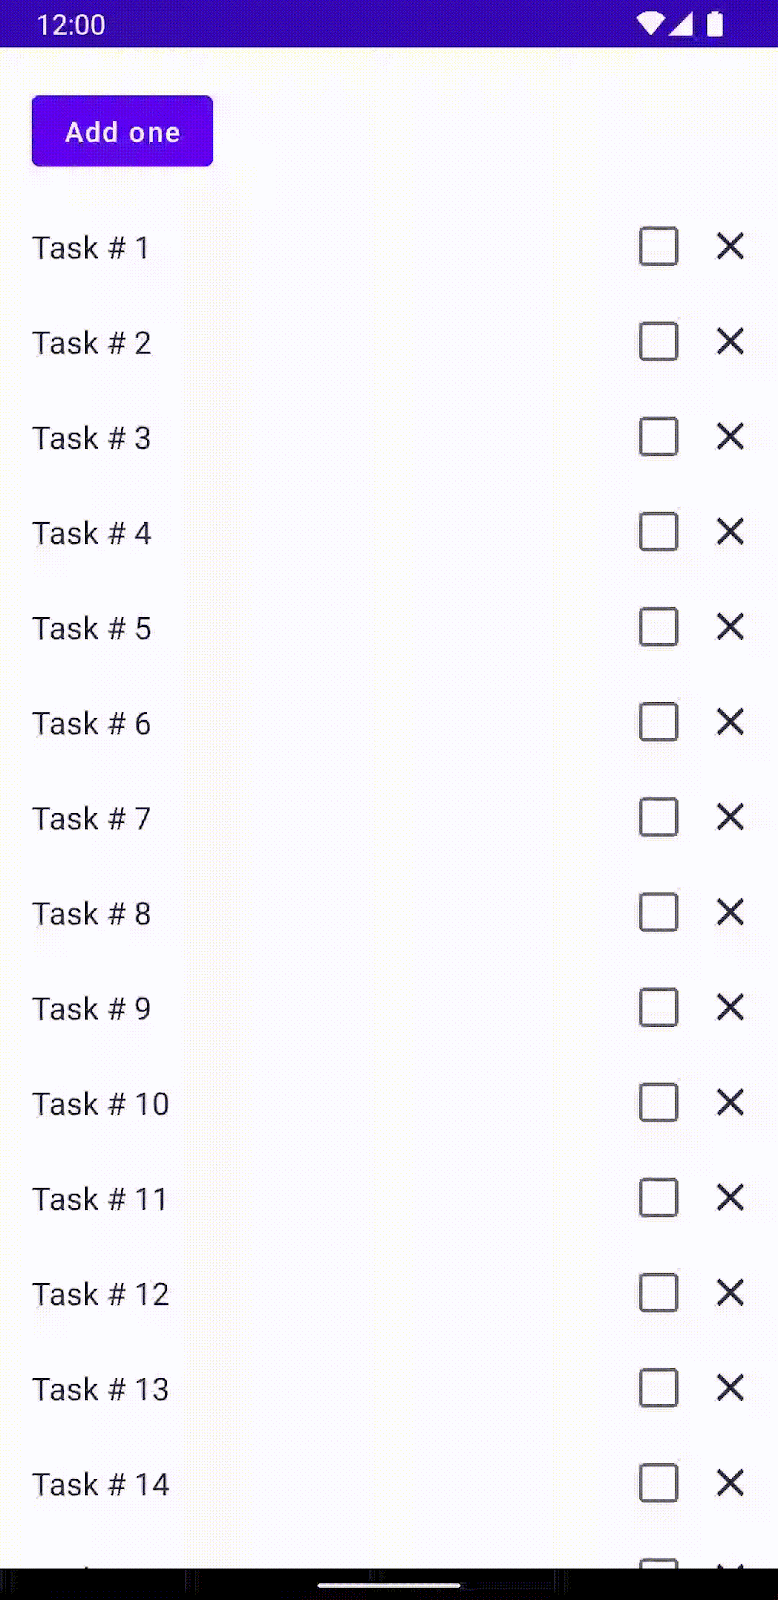 12:00
Add one
Task # 1
Task # 2
Task # 3
Task # 4
Task # 5
Task # 6
Task # 7
Task # 8
Task # 9
Task # 10
Task # 11
Task # 12
Task # 13
Task # 14